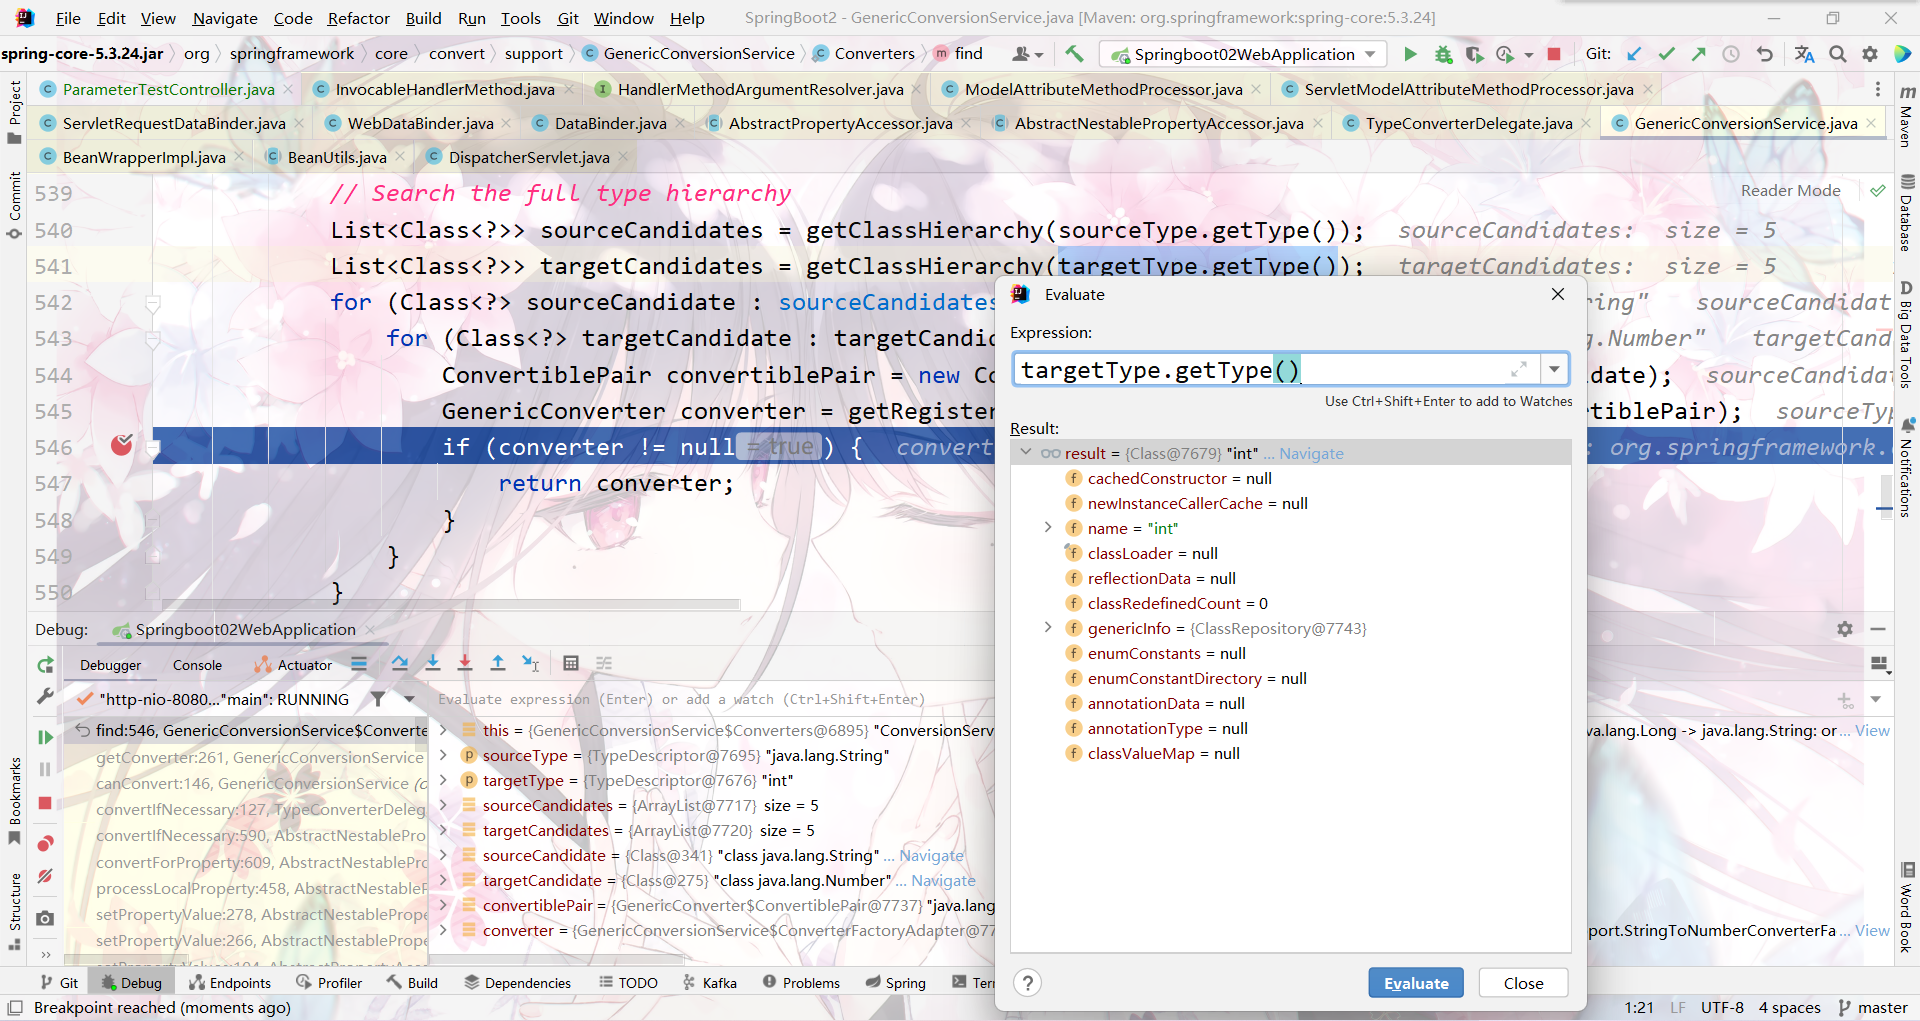 File Edit View Navigate Code Refactor Build Run Tools Git Window Help SpringBoot2 - GenericConversionService.java [Maven: org.springframework:spring-core:5.3.24]
spring-core-5.3.24.jar org springframework core convert support GenericConversionService Converters find Springboot02WebApplication Git:
ParameterTestController.java InvocableHandlerMethod.java HandlerMethodArgumentResolver.java ModelAttributeMethodProcessor.java ServletModelAttributeMethodProcessor.java
ServletRequestDataBinder.java WebDataBinder.java DataBinder.java AbstractPropertyAccessor.java AbstractNestablePropertyAccessor.java TypeConverterDelegate.java GenericConversionService.java
BeanWrapperImpl.java BeanUtils.java DispatcherServlet.java
Project
Commit
Bookmarks
Structure
Maven
Database
Big Data Tools
Notifications
Word Book
Reader Mode
539 // Search the full type hierarchy
540 List<Class<?>> sourceCandidates = getClassHierarchy(sourceType.getType()); sourceCandidates: size = 5
541 List<Class<?>> targetCandidates = getClassHierarchy(targetType.getType()); targetCandidates: size = 5
542 for (Class<?> sourceCandidate : sourceCandidates ring" sourceCandidat
543 for (Class<?> targetCandidate : targetCandid g.Number" targetCand
544 ConvertiblePair convertiblePair = new Co date); sourceCandida
545 GenericConverter converter = getRegister rtiblePair); sourceTyp
546 if (converter != null = true ) { convert : org.springframework.
547 return converter;
548 }
549 }
550 }
Evaluate
Expression:
targetType.getType()
Use Ctrl+Shift+Enter to add to Watches
Result:
result = {Class@7679} "int" ... Navigate
cachedConstructor = null
newInstanceCallerCache = null
name = "int"
classLoader = null
reflectionData = null
classRedefinedCount = 0
genericInfo = {ClassRepository@7743}
enumConstants = null
enumConstantDirectory = null
annotationData = null
annotationType = null
classValueMap = null
? Evaluate Close
Debug: Springboot02WebApplication
Debugger Console Actuator
"http-nio-8080..."main": RUNNING
Evaluate expression (Enter) or add a watch (Ctrl+Shift+Enter)
find:546, GenericConversionService$Converte
getConverter:261, GenericConversionService
canConvert:146, GenericConversionService (o
convertIfNecessary:127, TypeConverterDeleg
convertIfNecessary:590, AbstractNestablePro
convertForProperty:609, AbstractNestablePro
processLocalProperty:458, AbstractNestableP
setPropertyValue:278, AbstractNestablePrope
setPropertyValue:266, AbstractNestablePrope
this = {GenericConversionService$Converters@6895} "ConversionServ va.lang.Long -> java.lang.String: or... View
sourceType = {TypeDescriptor@7695} "java.lang.String"
targetType = {TypeDescriptor@7676} "int"
sourceCandidates = {ArrayList@7717} size = 5
targetCandidates = {ArrayList@7720} size = 5
sourceCandidate = {Class@341} "class java.lang.String" ... Navigate
targetCandidate = {Class@275} "class java.lang.Number" ... Navigate
convertiblePair = {GenericConverter$ConvertiblePair@7737} "java.lang
converter = {GenericConversionService$ConverterFactoryAdapter@77 port.StringToNumberConverterFa... View
Git Debug Endpoints Profiler Build Dependencies TODO Kafka Problems Spring Terr
Breakpoint reached (moments ago) 1:21 LF UTF-8 4 spaces master